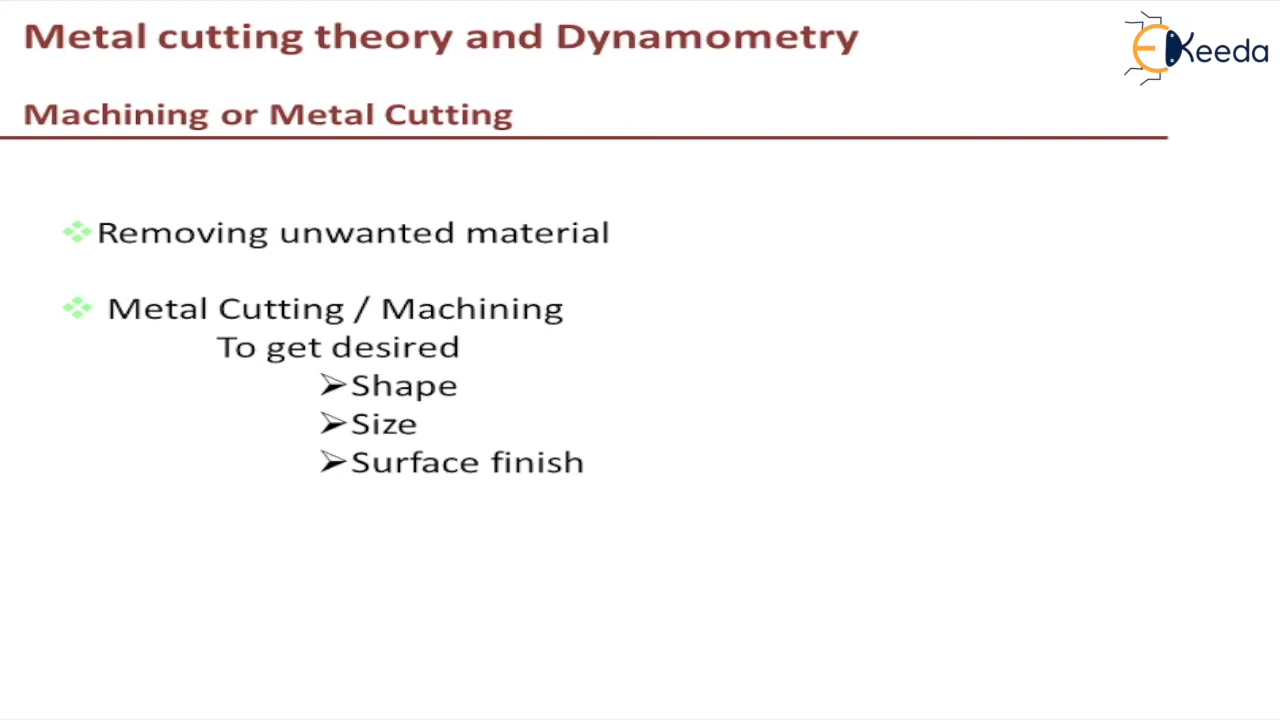 Metal cutting theory and Dynamometry
EKeeda
Machining or Metal Cutting
Removing unwanted material
Metal Cutting / Machining
To get desired
Shape
Size
Surface finish